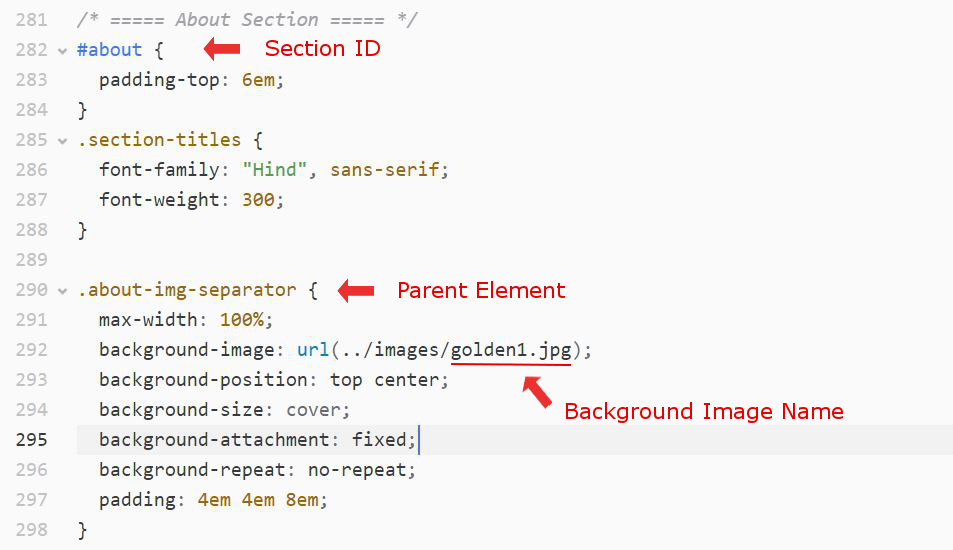 281 /* ===== About Section ===== */
282 #about { Section ID
283 padding-top: 6em;
284 }
285 .section-titles {
286 font-family: "Hind", sans-serif;
287 font-weight: 300;
288 }
289
290 .about-img-separator { Parent Element
291 max-width: 100%;
292 background-image: url(../images/golden1.jpg);
293 background-position: top center;
294 background-size: cover;
Background Image Name
295 background-attachment: fixed;
296 background-repeat: no-repeat;
297 padding: 4em 4em 8em;
298 }